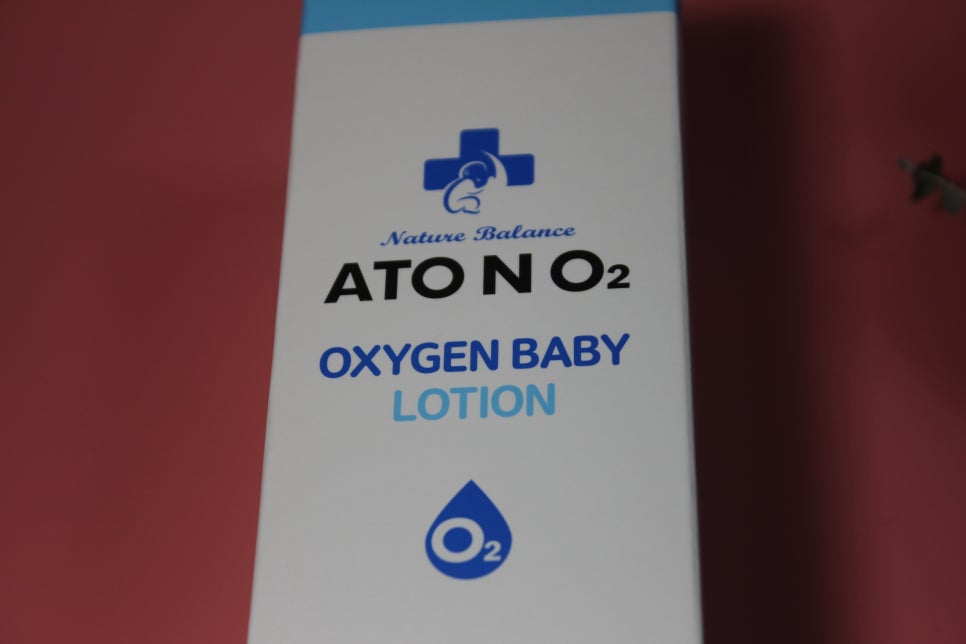 Nature Balance
ATO N O₂
OXYGEN BABY
LOTION
O₂